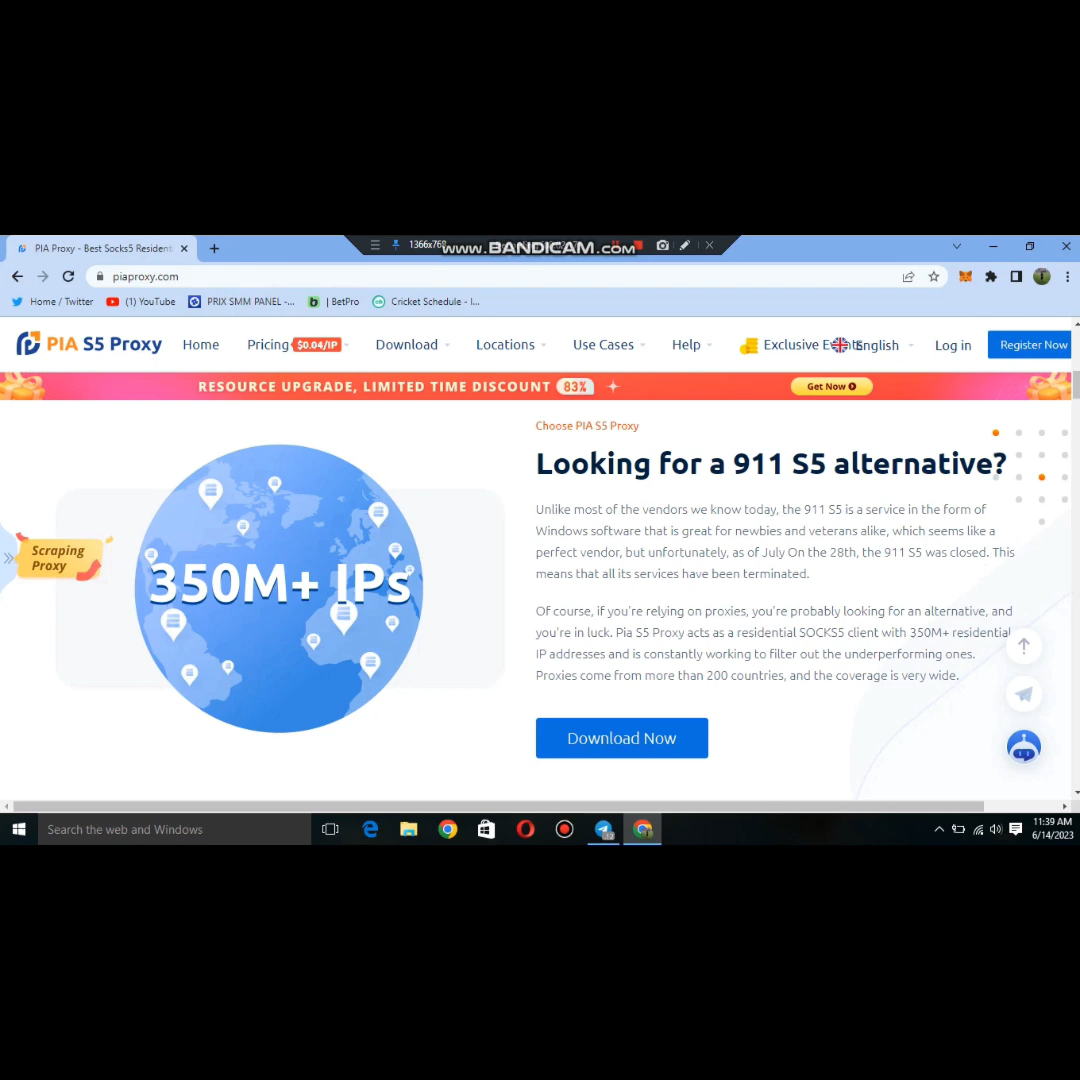 PIA Proxy - Best Socks5 Resident
1366x768
www.BANDICAM.com
piaproxy.com
Home / Twitter
(1) YouTube
PRIX SMM PANEL -...
| BetPro
Cricket Schedule - I...
PIA S5 Proxy
Home
Pricing
$0.04/IP
Download
Locations
Use Cases
Help
Exclusive Events
English
Log in
Register Now
RESOURCE UPGRADE, LIMITED TIME DISCOUNT 83%
Get Now
Scraping
Proxy
350M+ IPs
Choose PIA S5 Proxy
Looking for a 911 S5 alternative?
Unlike most of the vendors we know today, the 911 S5 is a service in the form of
Windows software that is great for newbies and veterans alike, which seems like a
perfect vendor, but unfortunately, as of July On the 28th, the 911 S5 was closed. This
means that all its services have been terminated.
Of course, if you're relying on proxies, you're probably looking for an alternative, and
you're in luck. Pia S5 Proxy acts as a residential SOCKS5 client with 350M+ residential
IP addresses and is constantly working to filter out the underperforming ones.
Proxies come from more than 200 countries, and the coverage is very wide.
Download Now
Search the web and Windows
11:39 AM
6/14/2023